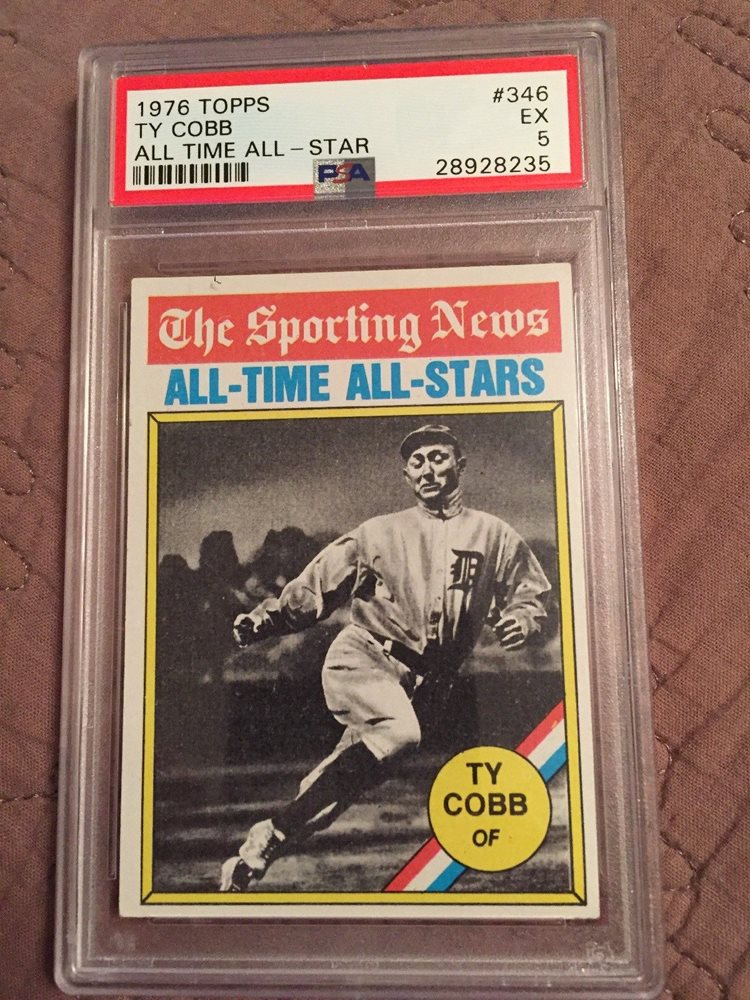 1976 TOPPS #346
TY COBB EX
ALL TIME ALL-STAR 5
PSA 28928235
The Sporting News
ALL-TIME ALL-STARS
D
TY
COBB
OF